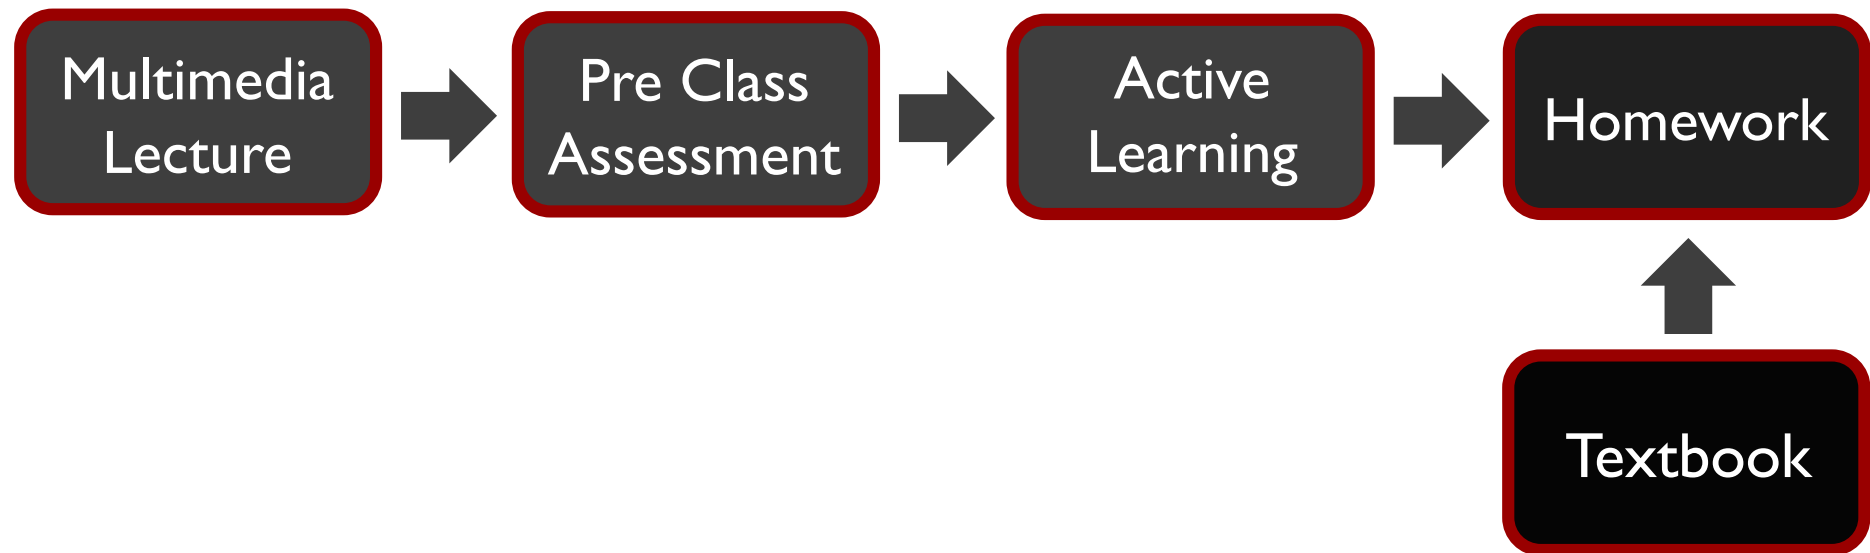 Multimedia
Lecture
Pre Class
Assessment
Active
Learning
Homework
Textbook